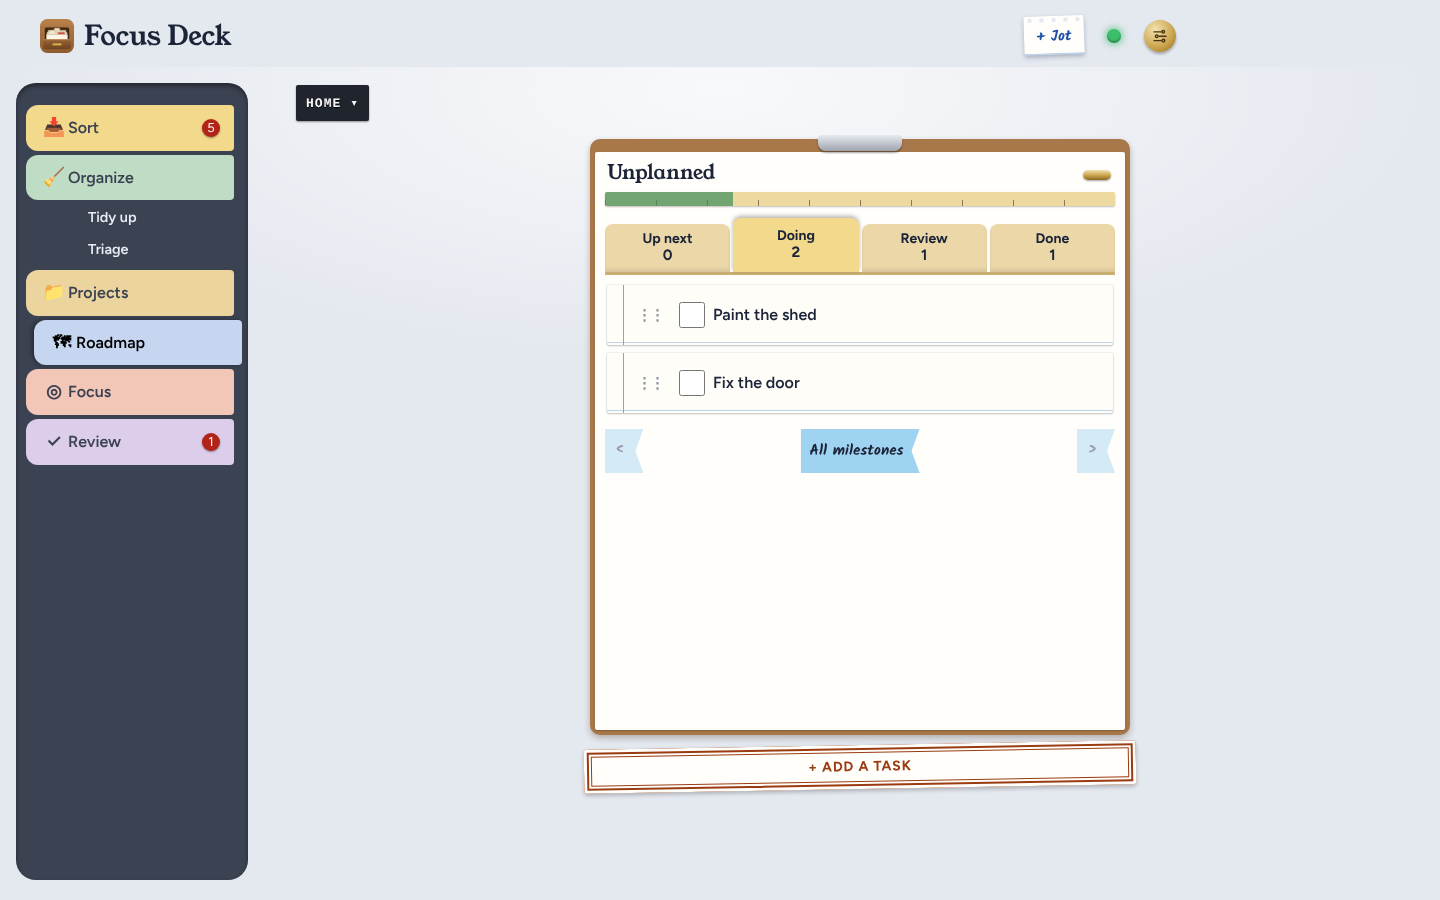 Focus Deck
+ Jot
HOME ▾
Sort 5
Organize
Tidy up
Triage
Projects
Roadmap
Focus
Review 1
Unplanned
Up next
0
Doing
2
Review
1
Done
1
Paint the shed
Fix the door
< All milestones >
+ ADD A TASK